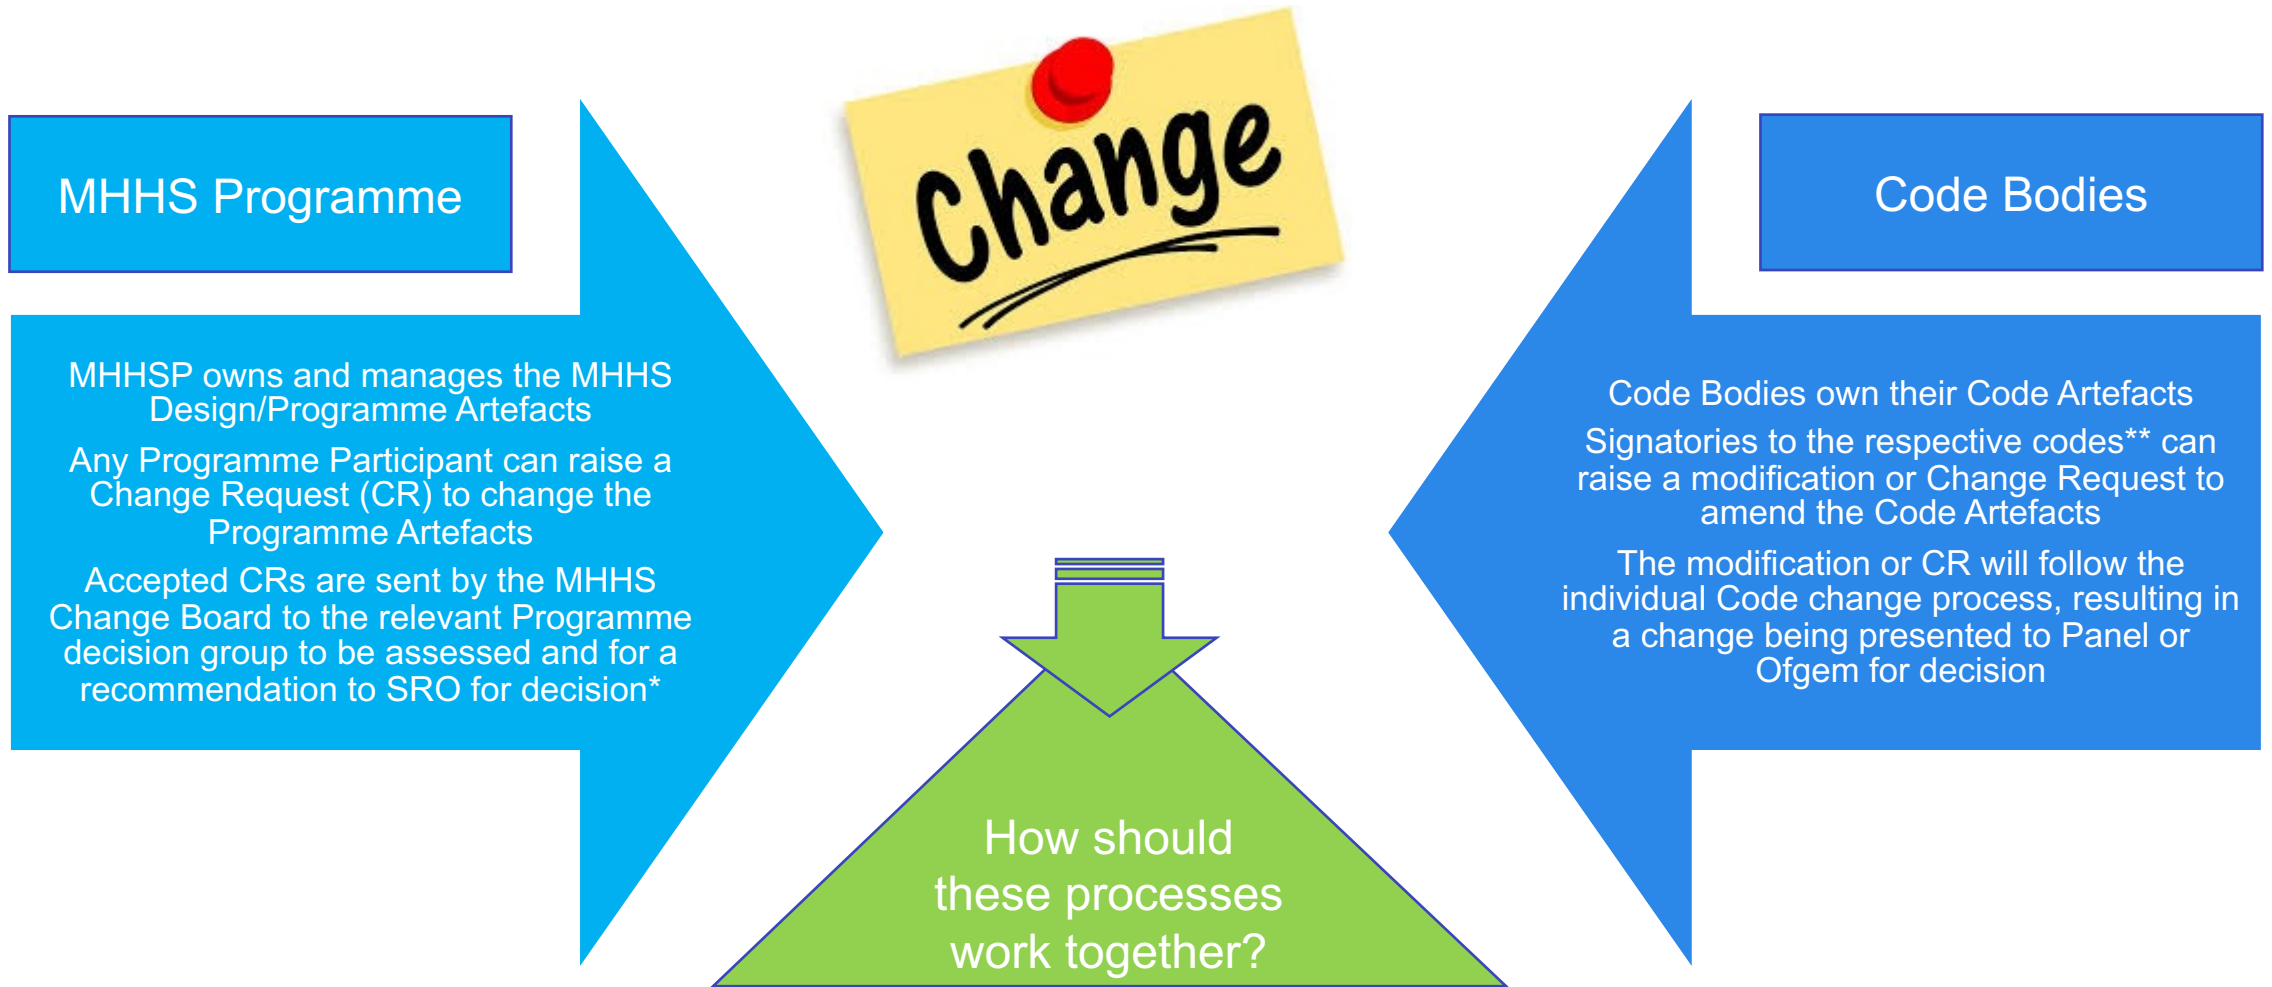 Change
MHHS Programme
MHHSP owns and manages the MHHS
Design/Programme Artefacts
Any Programme Participant can raise a
Change Request (CR) to change the
Programme Artefacts
Accepted CRs are sent by the MHHS
Change Board to the relevant Programme
decision group to be assessed and for a
recommendation to SRO for decision*
Code Bodies
Code Bodies own their Code Artefacts
Signatories to the respective codes** can
raise a modification or Change Request to
amend the Code Artefacts
The modification or CR will follow the
individual Code change process, resulting in
a change being presented to Panel or
Ofgem for decision
How should
these processes
work together?